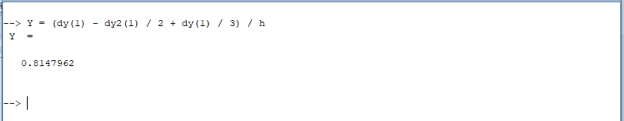 --> Y = (dy(1) - dy2(1) / 2 + dy(1) / 3) / h
Y =
0.8147962
-->